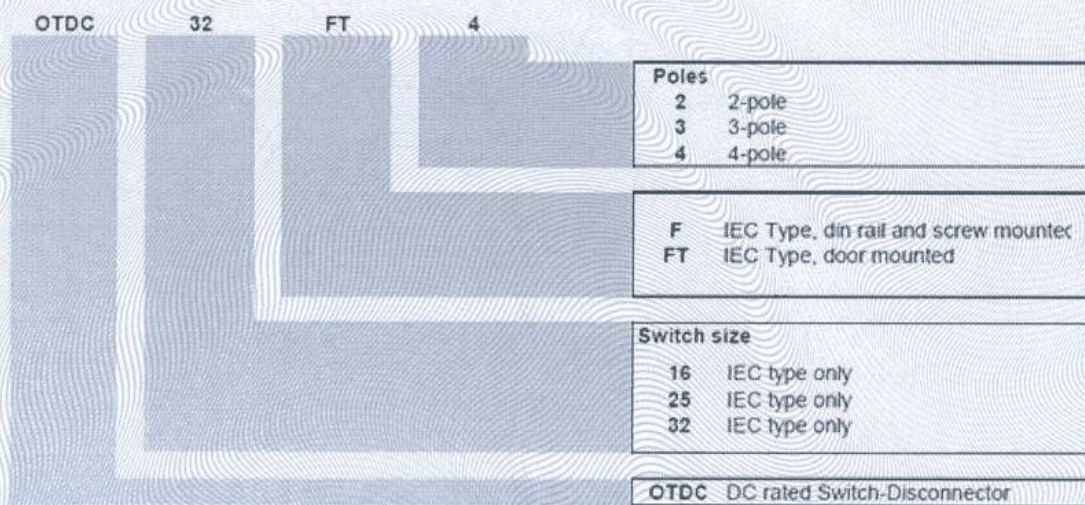 OTDC 32 FT 4
Poles
2 2-pole
3 3-pole
4 4-pole
F IEC Type, din rail and screw mounted
FT IEC Type, door mounted
Switch size
16 IEC type only
25 IEC type only
32 IEC type only
OTDC DC rated Switch-Disconnector